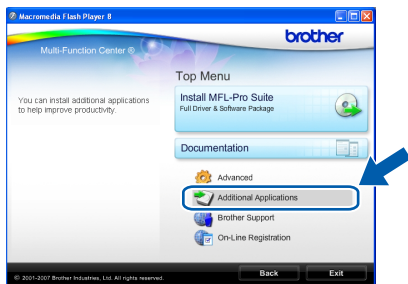 Macromedia Flash Player 8
brother
Multi-Function Center ®
Top Menu
You can install additional applications
to help improve productivity.
Install MFL-Pro Suite
Full Driver & Software Package
Documentation
Advanced
Additional Applications
Brother Support
On-Line Registration
© 2001-2007 Brother Industries, Ltd. All rights reserved.
Back
Exit